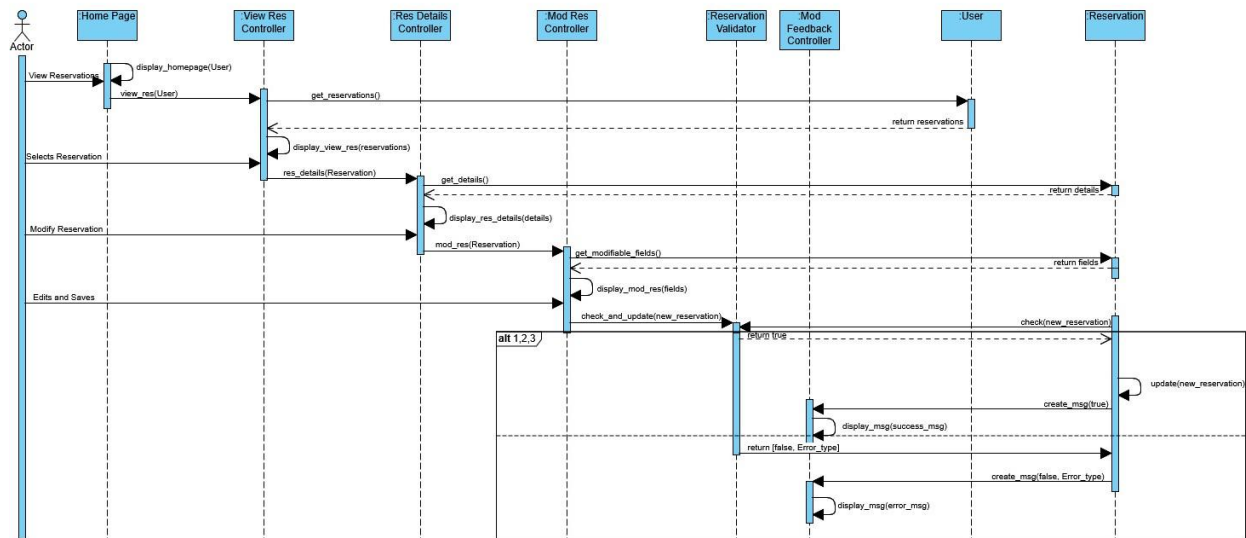 :Home Page
:View Res
Controller
:Res Details
Controller
:Mod Res
Controller
:Reservation
Validator
:Mod
Feedback
Controller
:User
:Reservation
Actor
display_homepage(User)
View Reservations
view_res(User)
get_reservations()
return reservations
display_view_res(reservations)
Selects Reservation
res_details(Reservation)
get_details()
return details
display_res_details(details)
Modify Reservation
mod_res(Reservation)
get_modifiable_fields()
return fields
display_mod_res(fields)
Edits and Saves
check_and_update(new_reservation)
check(new_reservation)
alt 1,2,3
return true
update(new_reservation)
create_msg(true)
display_msg(success_msg)
return [false, Error_type]
create_msg(false, Error_type)
display_msg(error_msg)